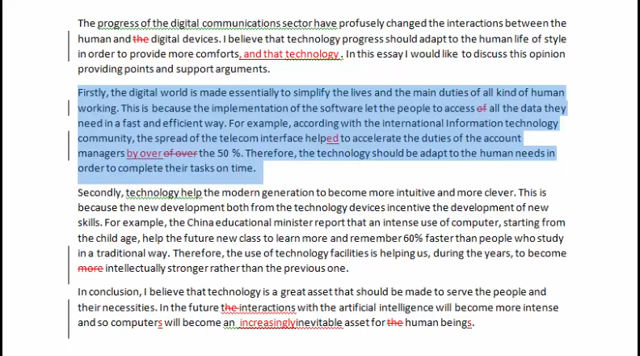 The progress of the digital communications sector have profusely changed the interactions between the
human and the digital devices. I believe that technology progress should adapt to the human life of style
in order to provide more comforts, and that technology . In this essay I would like to discuss this opinion
providing points and support arguments.
Firstly, the digital world is made essentially to simplify the lives and the main duties of all kind of human
working. This is because the implementation of the software let the people to access of all the data they
need in a fast and efficient way. For example, according with the international Information technology
community, the spread of the telecom interface helped to accelerate the duties of the account
managers by over of over the 50 %. Therefore, the technology should be adapt to the human needs in
order to complete their tasks on time.
Secondly, technology help the modern generation to become more intuitive and more clever. This is
because the new development both from the technology devices incentive the development of new
skills. For example, the China educational minister report that an intense use of computer, starting from
the child age, help the future new class to learn more and remember 60% faster than people who study
in a traditional way. Therefore, the use of technology facilities is helping us, during the years, to become
more intellectually stronger rather than the previous one.
In conclusion, I believe that technology is a great asset that should be made to serve the people and
their necessities. In the future the interactions with the artificial intelligence will become more intense
and so computers will become an increasinglyinevitable asset for the human beings.